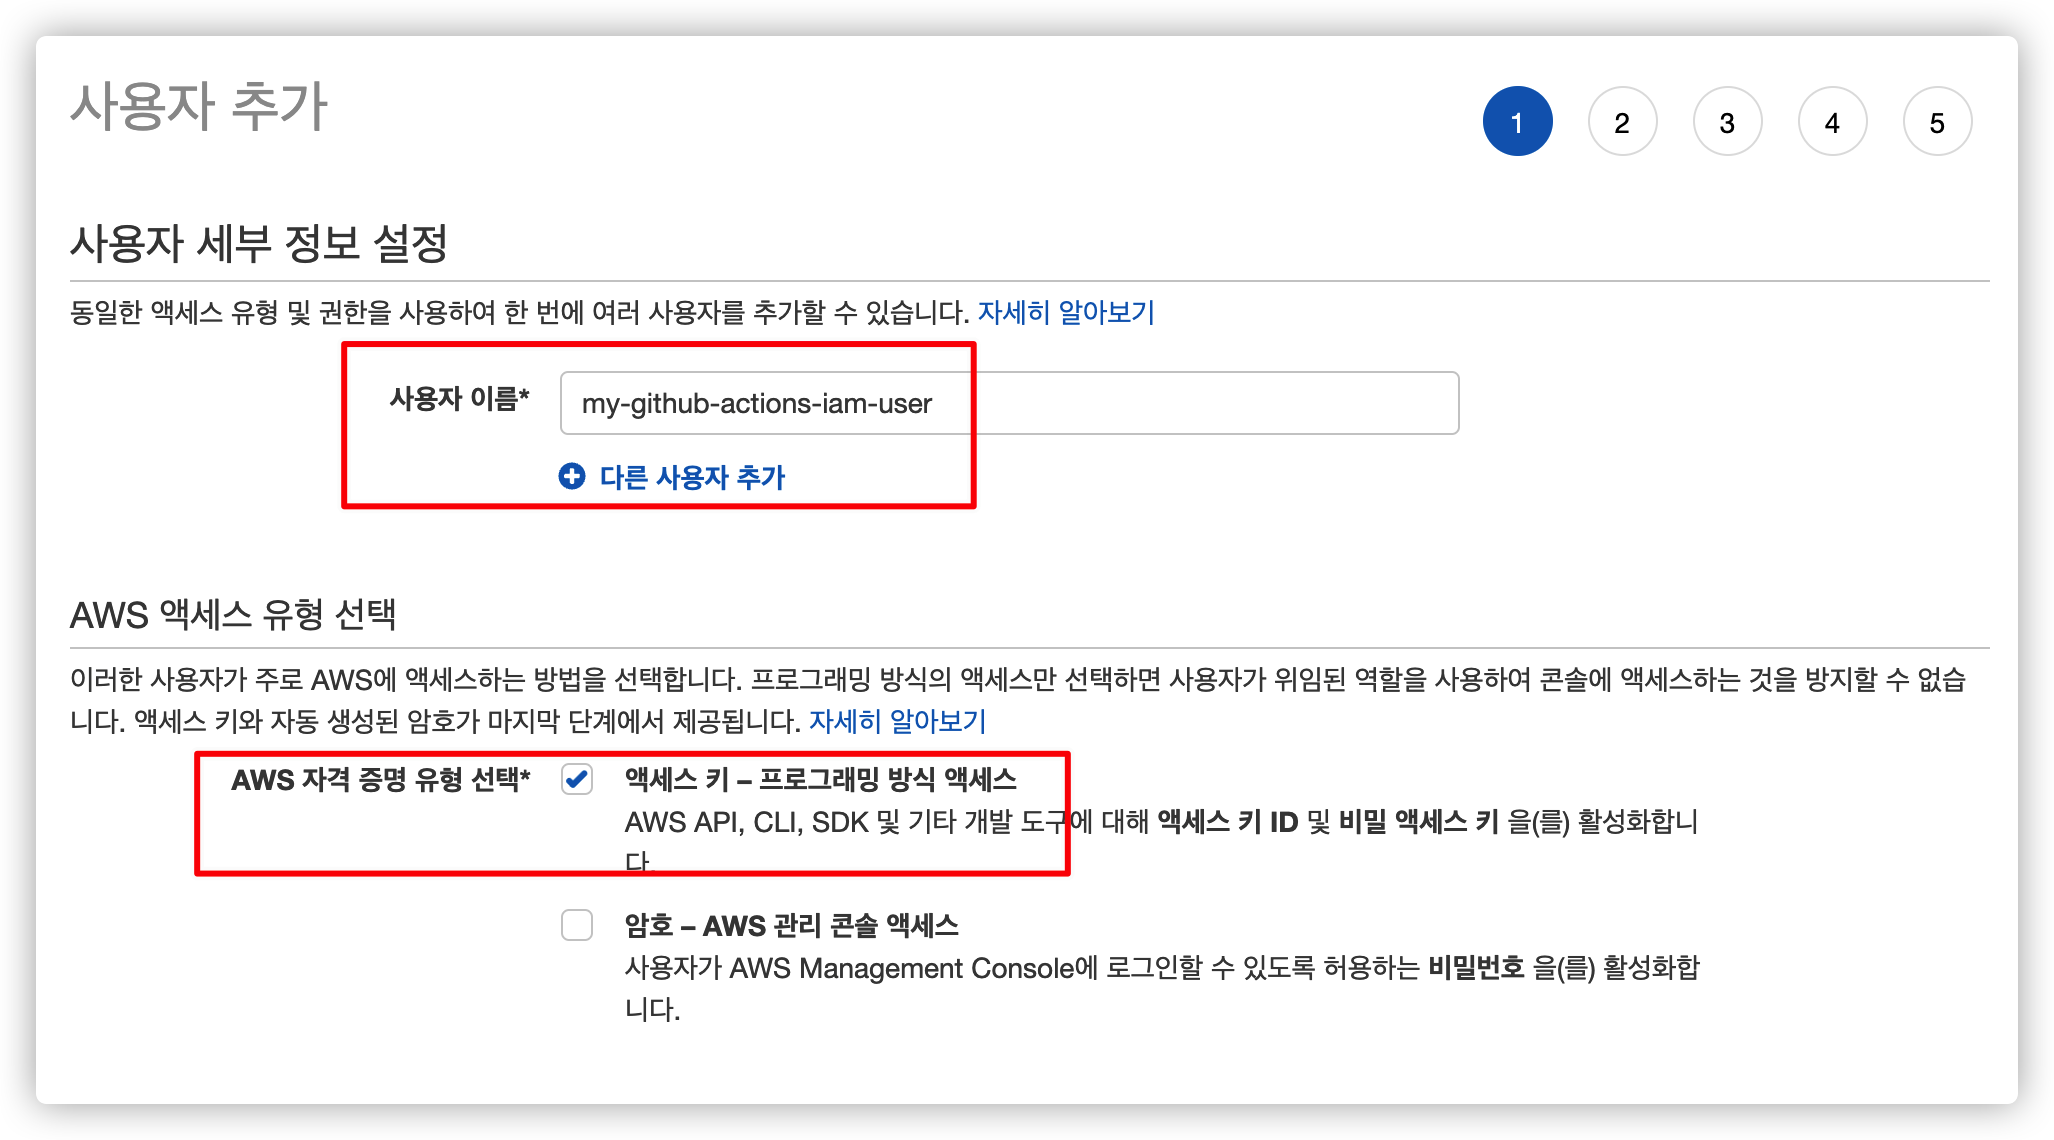 사용자 추가
1 2 3 4 5
사용자 세부 정보 설정
동일한 액세스 유형 및 권한을 사용하여 한 번에 여러 사용자를 추가할 수 있습니다. 자세히 알아보기
사용자 이름* my-github-actions-iam-user
다른 사용자 추가
AWS 액세스 유형 선택
이러한 사용자가 주로 AWS에 액세스하는 방법을 선택합니다. 프로그래밍 방식의 액세스만 선택하면 사용자가 위임된 역할을 사용하여 콘솔에 액세스하는 것을 방지할 수 없습
니다. 액세스 키와 자동 생성된 암호가 마지막 단계에서 제공됩니다. 자세히 알아보기
AWS 자격 증명 유형 선택* 액세스 키 – 프로그래밍 방식 액세스
AWS API, CLI, SDK 및 기타 개발 도구에 대해 액세스 키 ID 및 비밀 액세스 키 을(를) 활성화합니
다.
암호 – AWS 관리 콘솔 액세스
사용자가 AWS Management Console에 로그인할 수 있도록 허용하는 비밀번호 을(를) 활성화합
니다.